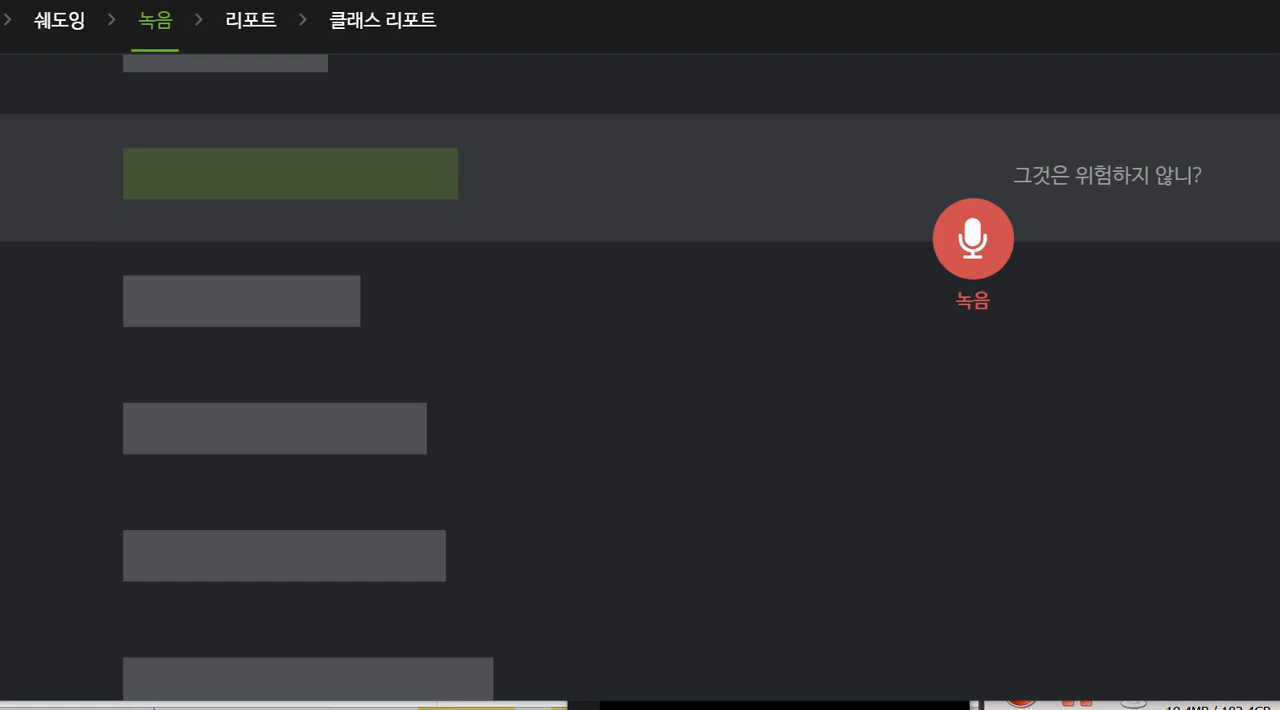 쉐도잉 > 녹음 > 리포트 > 클래스 리포트
그것은 위험하지 않니?
녹음